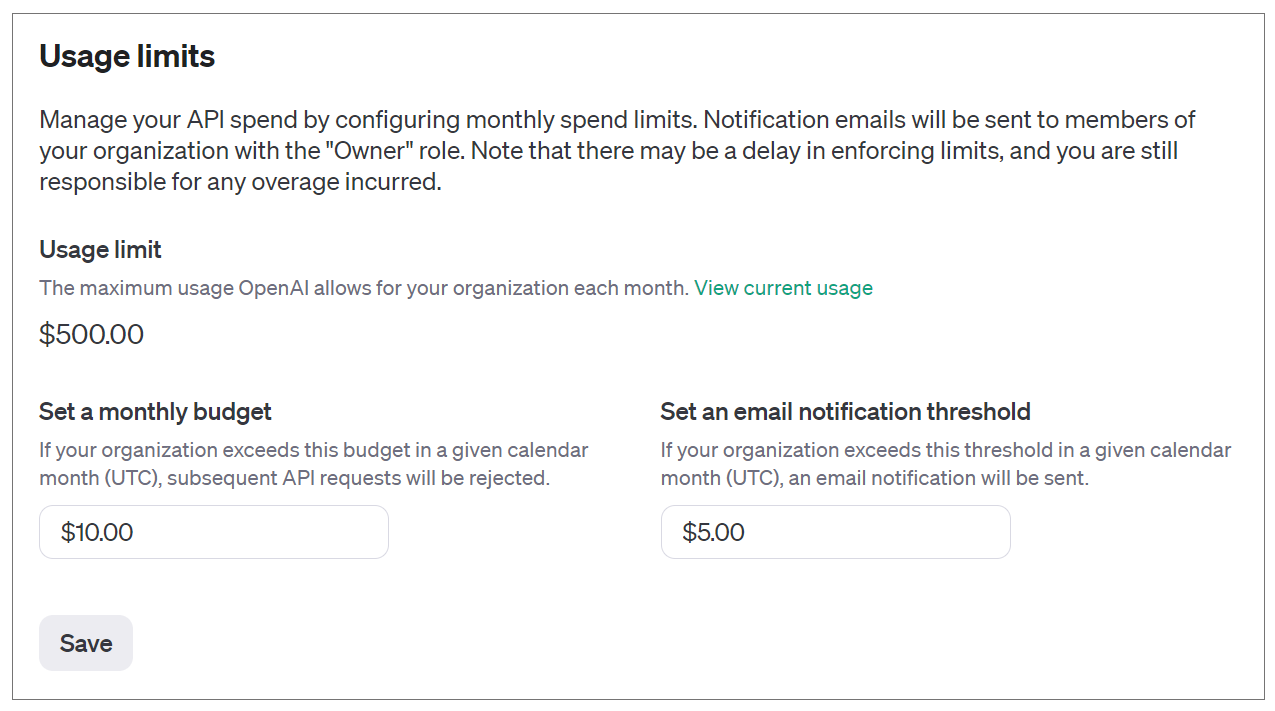 Usage limits
Manage your API spend by configuring monthly spend limits. Notification emails will be sent to members of
your organization with the "Owner" role. Note that there may be a delay in enforcing limits, and you are still
responsible for any overage incurred.
Usage limit
The maximum usage OpenAI allows for your organization each month. View current usage
$500.00
Set a monthly budget
If your organization exceeds this budget in a given calendar
month (UTC), subsequent API requests will be rejected.
$10.00
Set an email notification threshold
If your organization exceeds this threshold in a given calendar
month (UTC), an email notification will be sent.
$5.00
Save